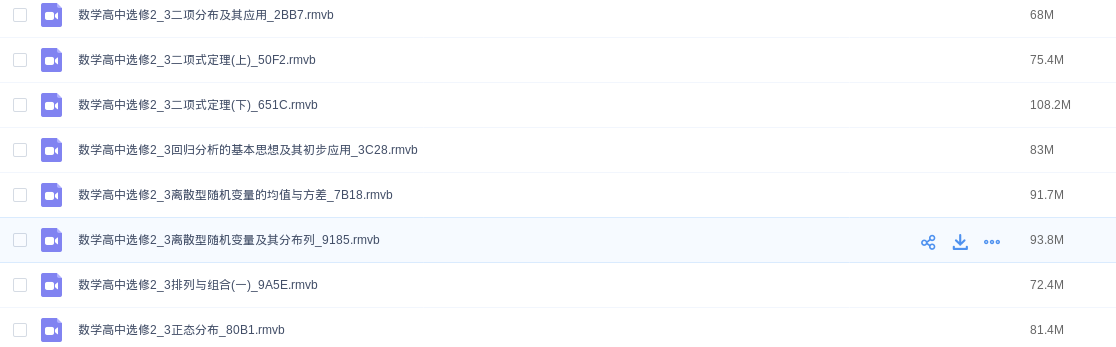 数学高中选修2_3二项分布及其应用_2BB7.rmvb 68M
数学高中选修2_3二项式定理(上)_50F2.rmvb 75.4M
数学高中选修2_3二项式定理(下)_651C.rmvb 108.2M
数学高中选修2_3回归分析的基本思想及其初步应用_3C28.rmvb 83M
数学高中选修2_3离散型随机变量的均值与方差_7B18.rmvb 91.7M
数学高中选修2_3离散型随机变量及其分布列_9185.rmvb 93.8M
数学高中选修2_3排列与组合(一)_9A5E.rmvb 72.4M
数学高中选修2_3正态分布_80B1.rmvb 81.4M